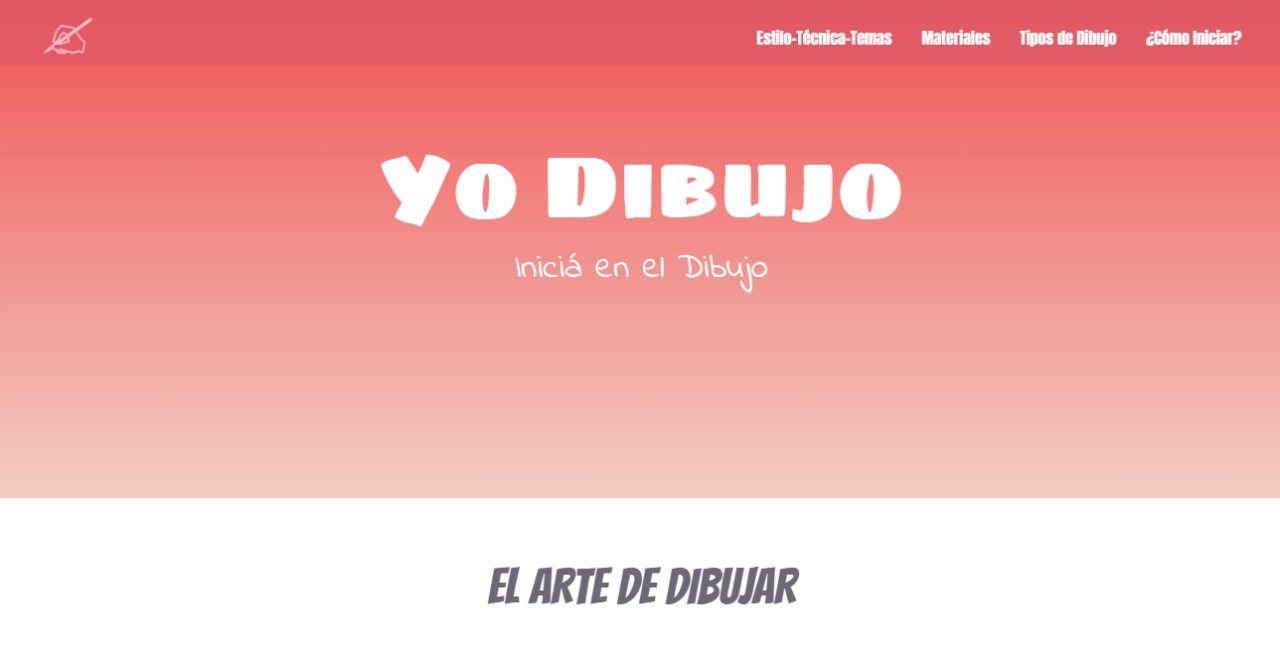 Estilo-Técnica-Temas Materiales Tipos de Dibujo ¿Cómo Iniciar?
Yo Dibujo
Iniciá en el Dibujo
EL ARTE DE DIBUJAR